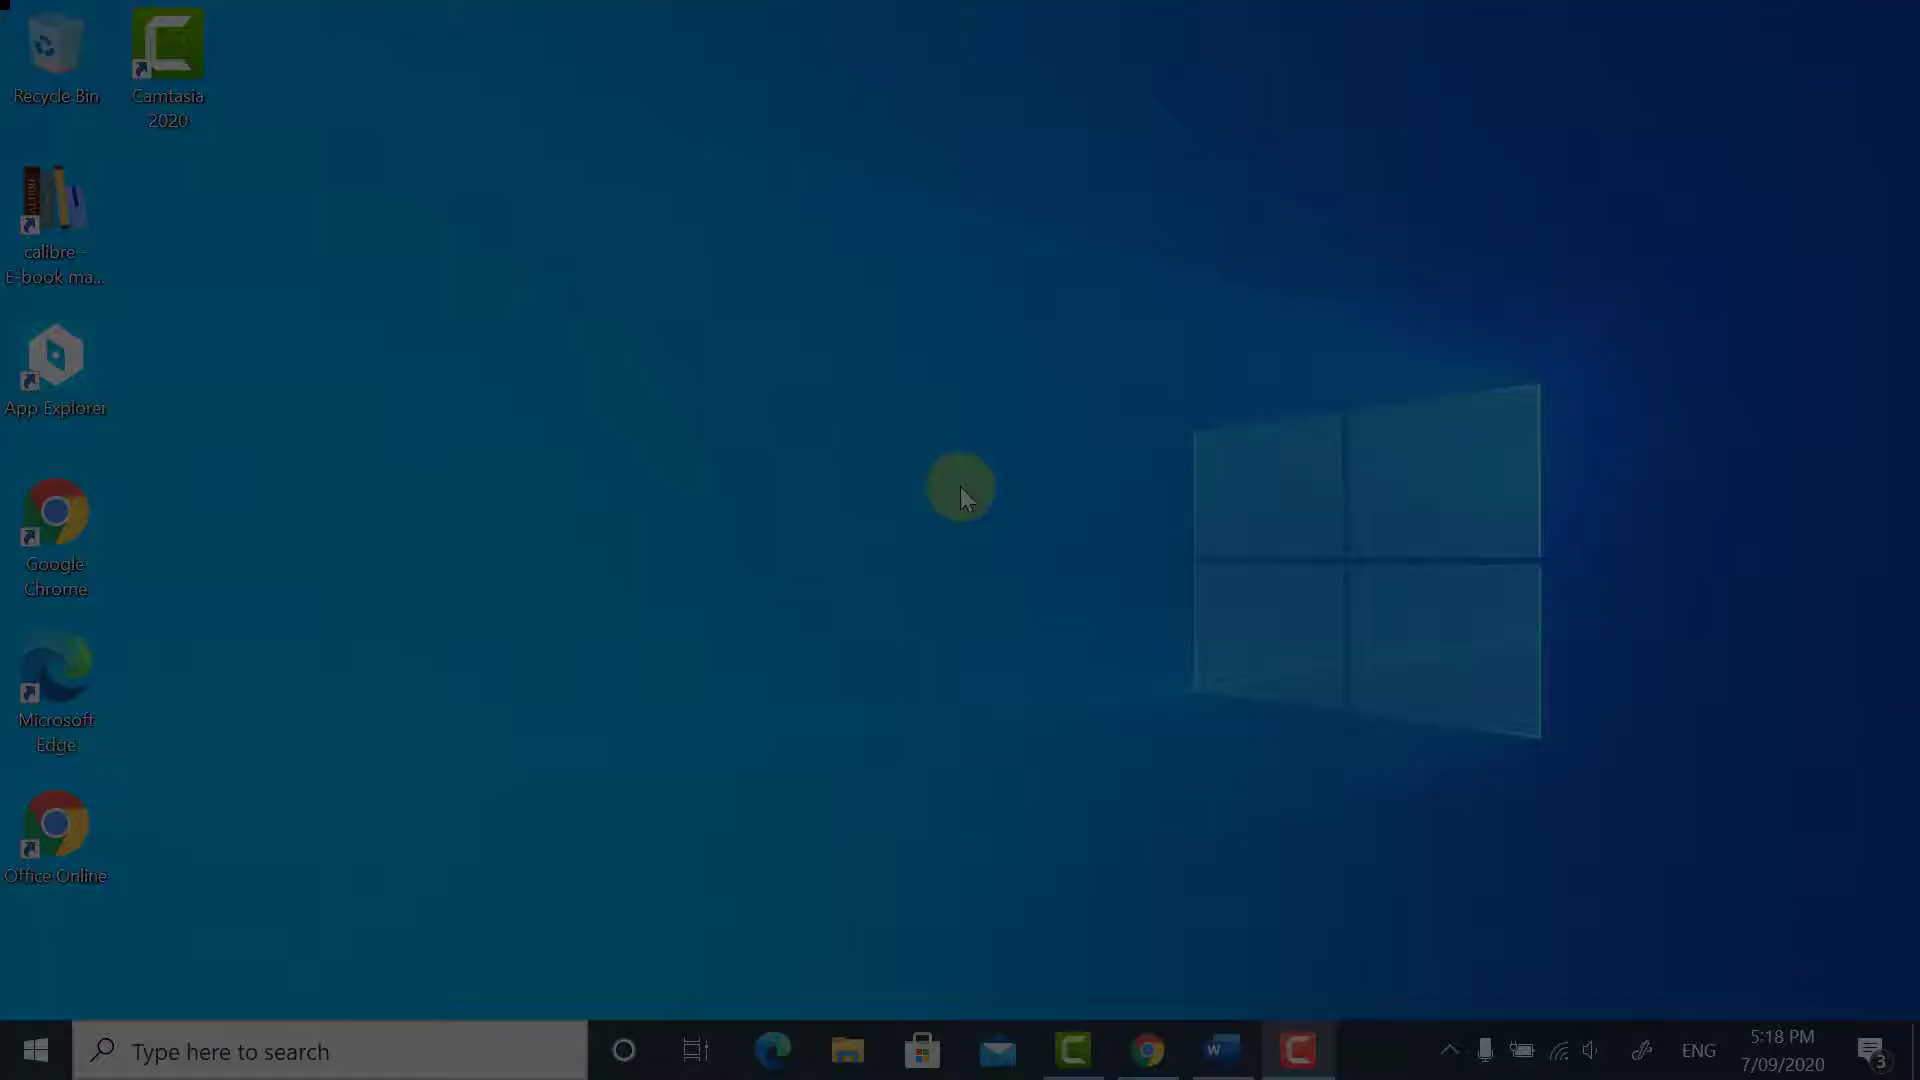 Recycle Bin
Camtasia
2020
CALIBRE
calibre -
E-book ma...
App Explorer
Google
Chrome
Microsoft
Edge
Office Online
Type here to search
W
ENG
5:18 PM
7/09/2020
3